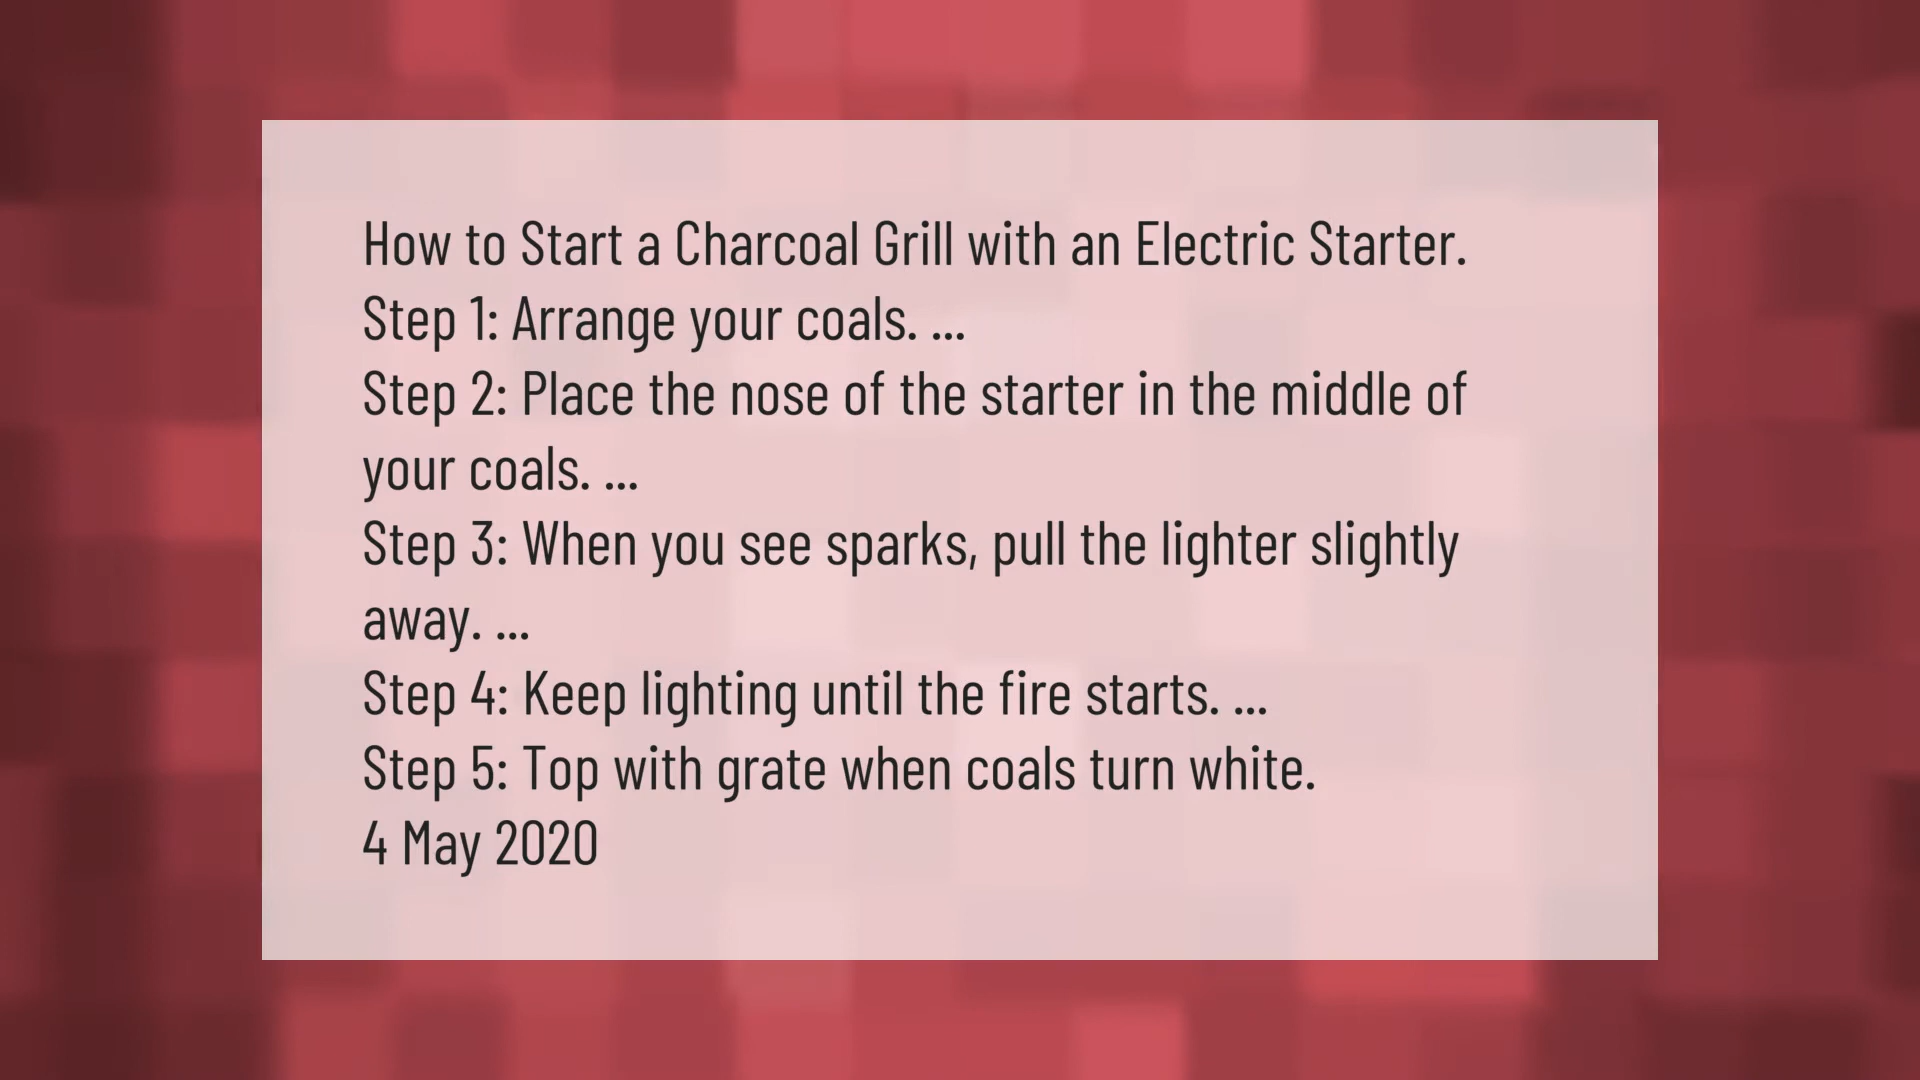 How to Start a Charcoal Grill with an Electric Starter.
Step 1: Arrange your coals. ...
Step 2: Place the nose of the starter in the middle of
your coals. ...
Step 3: When you see sparks, pull the lighter slightly
away. ...
Step 4: Keep lighting until the fire starts. ...
Step 5: Top with grate when coals turn white.
4 May 2020